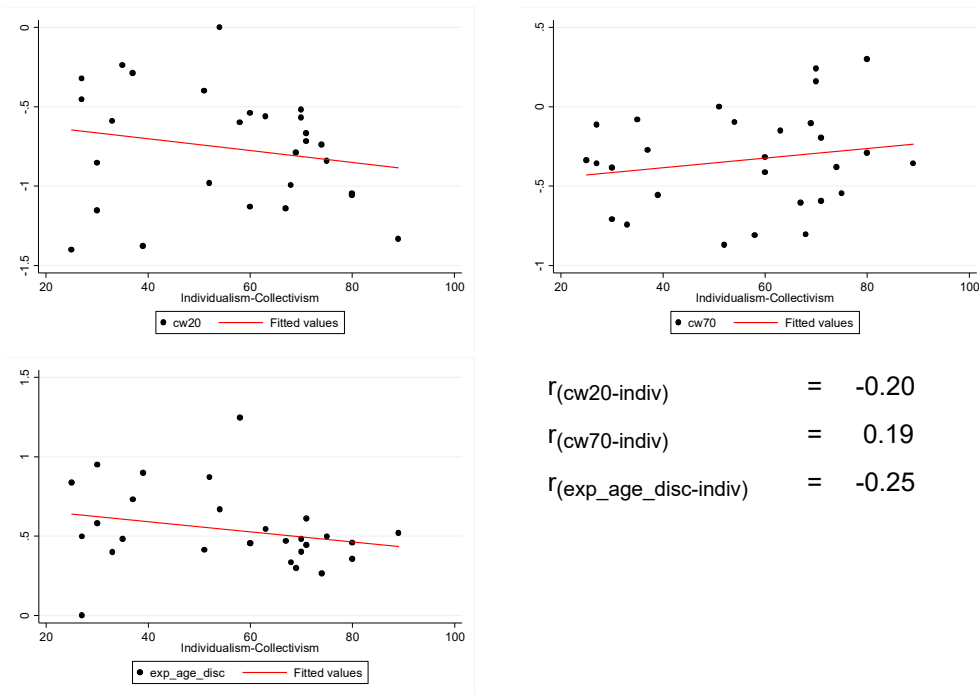 0
-.5
-1
-1.5
20 40 60 80 100
Individualism-Collectivism
cw20 Fitted values
.5
0
-.5
-1
20 40 60 80 100
Individualism-Collectivism
cw70 Fitted values
1.5
1
.5
0
20 40 60 80 100
Individualism-Collectivism
exp_age_disc Fitted values
r(cw20-indiv) = -0.20
r(cw70-indiv) = 0.19
r(exp_age_disc-indiv) = -0.25